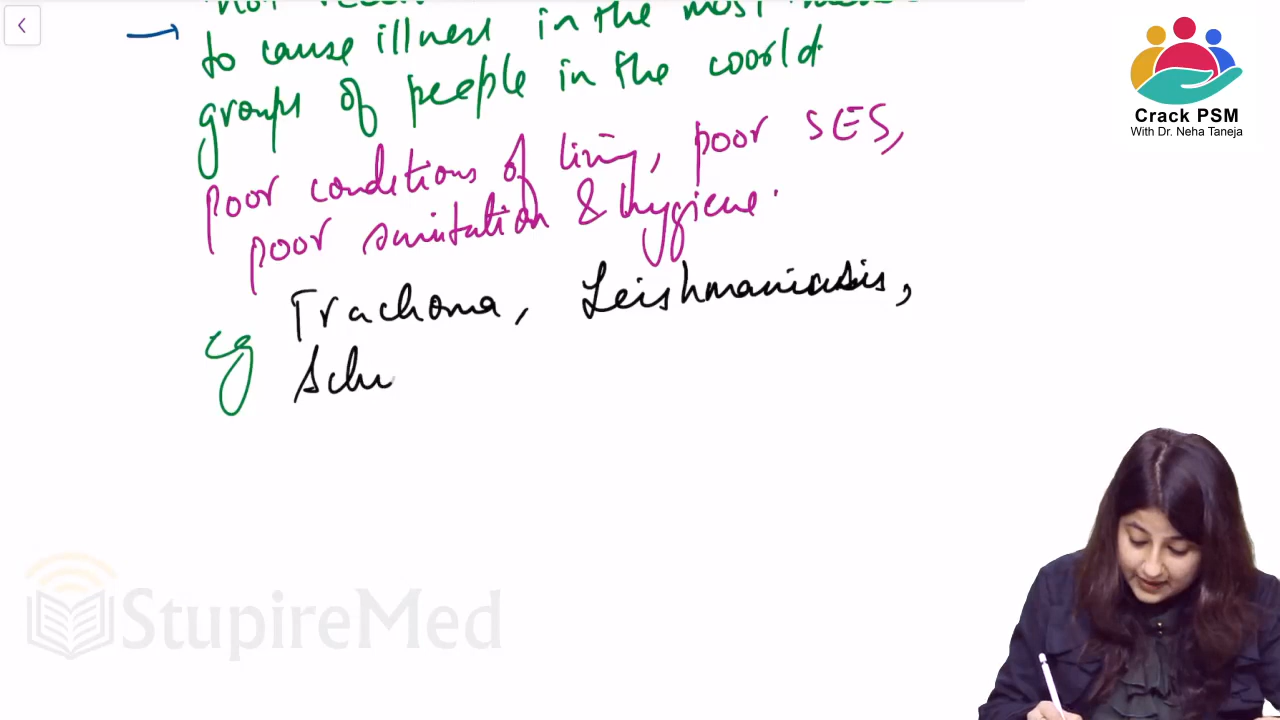 to cause illness in the most
groups of people in the world
poor conditions of living, poor SES,
poor sanitation & hygiene.
eg Trachoma, Leishmaniasis,
Schi
Crack PSM
With Dr. Neha Taneja
StupireMed